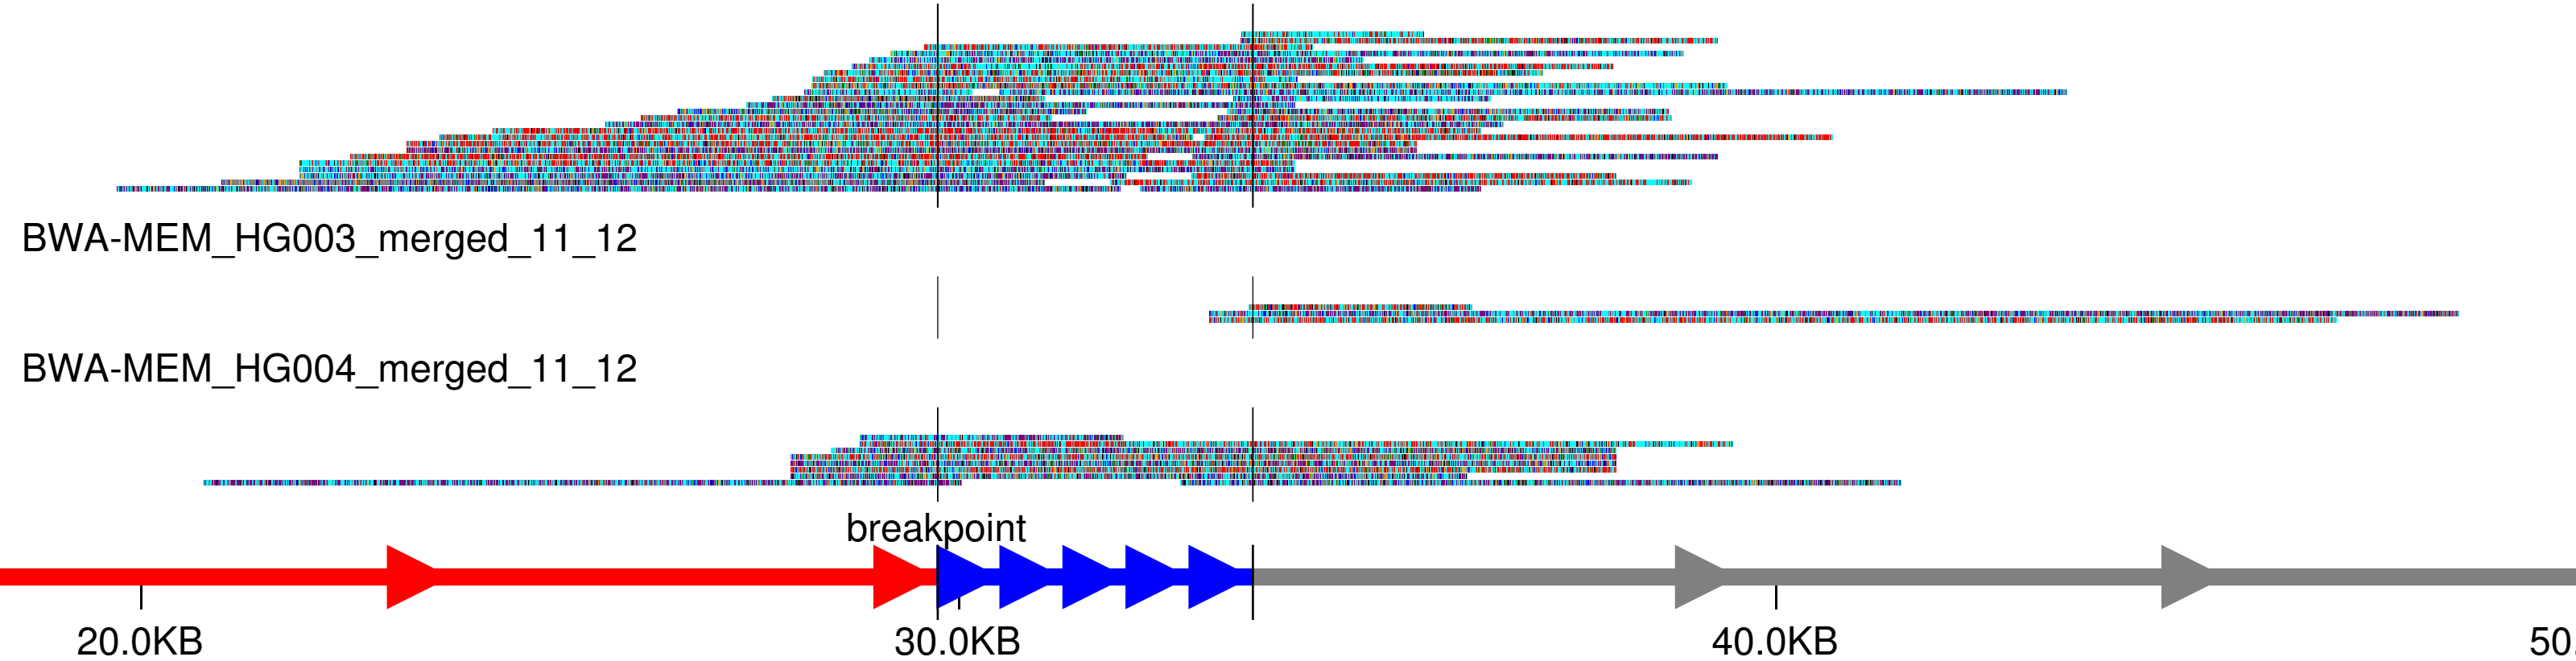 BWA-MEM_HG003_merged_11_12
BWA-MEM_HG004_merged_11_12
breakpoint
20.0KB 30.0KB 40.0KB 50.